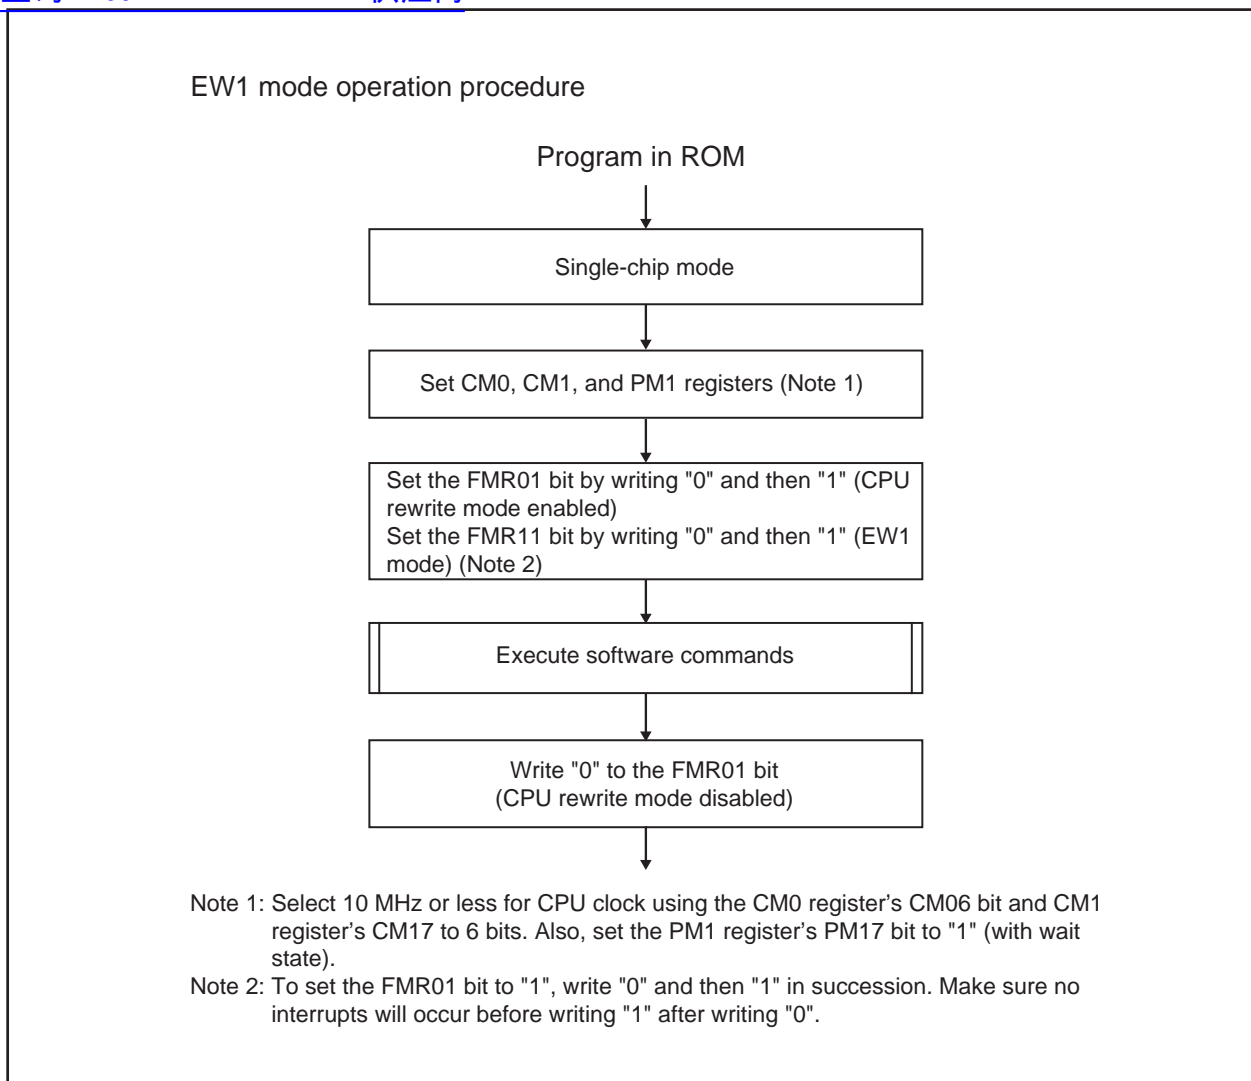 EW1 mode operation procedure
Program in ROM
Single-chip mode
Set CM0, CM1, and PM1 registers (Note 1)
Set the FMR01 bit by writing "0" and then "1" (CPU
rewrite mode enabled)
Set the FMR11 bit by writing "0" and then "1" (EW1
mode) (Note 2)
Execute software commands
Write "0" to the FMR01 bit
(CPU rewrite mode disabled)
Note 1: Select 10 MHz or less for CPU clock using the CM0 register’s CM06 bit and CM1
register’s CM17 to 6 bits. Also, set the PM1 register’s PM17 bit to "1" (with wait
state).
Note 2: To set the FMR01 bit to "1", write "0" and then "1" in succession. Make sure no
interrupts will occur before writing "1" after writing "0".